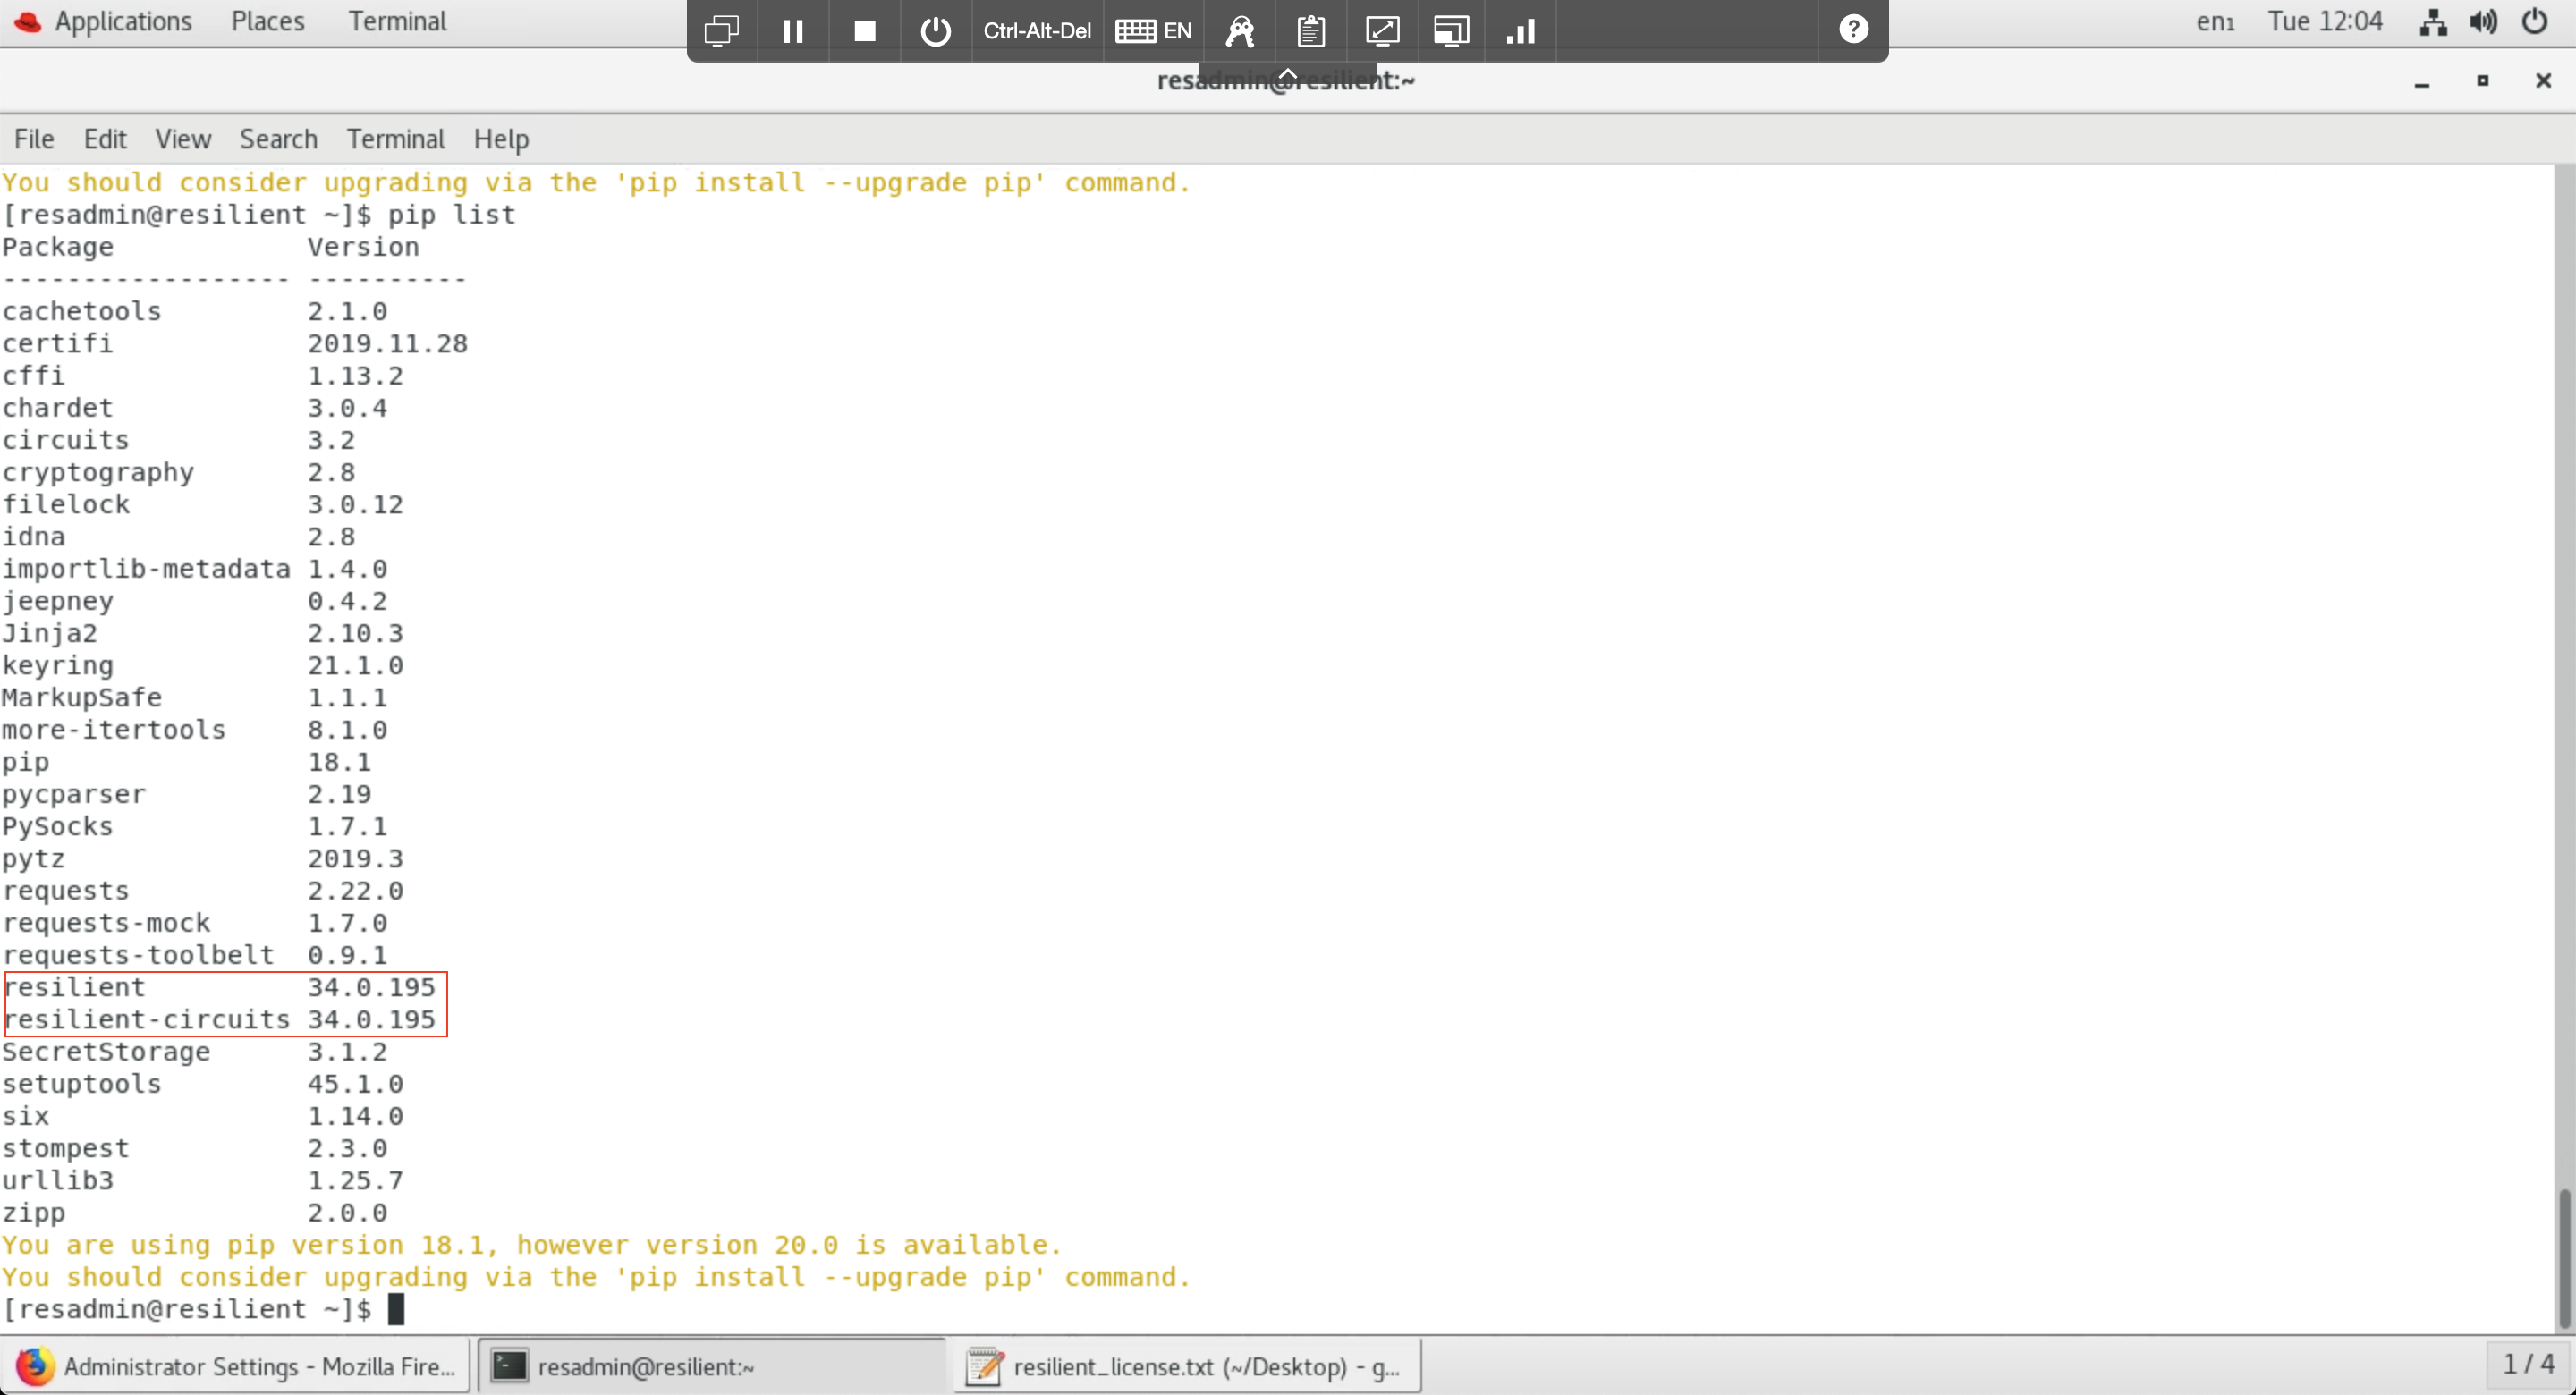 Applications Places Terminal
Ctrl-Alt-Del EN
en1 Tue 12:04
resadmin@resilient:~
File Edit View Search Terminal Help
You should consider upgrading via the 'pip install --upgrade pip' command.
[resadmin@resilient ~]$ pip list
Package Version
------------------ ----------
cachetools 2.1.0
certifi 2019.11.28
cffi 1.13.2
chardet 3.0.4
circuits 3.2
cryptography 2.8
filelock 3.0.12
idna 2.8
importlib-metadata 1.4.0
jeepney 0.4.2
Jinja2 2.10.3
keyring 21.1.0
MarkupSafe 1.1.1
more-itertools 8.1.0
pip 18.1
pycparser 2.19
PySocks 1.7.1
pytz 2019.3
requests 2.22.0
requests-mock 1.7.0
requests-toolbelt 0.9.1
resilient 34.0.195
resilient-circuits 34.0.195
SecretStorage 3.1.2
setuptools 45.1.0
six 1.14.0
stompest 2.3.0
urllib3 1.25.7
zipp 2.0.0
You are using pip version 18.1, however version 20.0 is available.
You should consider upgrading via the 'pip install --upgrade pip' command.
[resadmin@resilient ~]$
Administrator Settings - Mozilla Fire...
resadmin@resilient:~
resilient_license.txt (~/Desktop) - g...
1 / 4